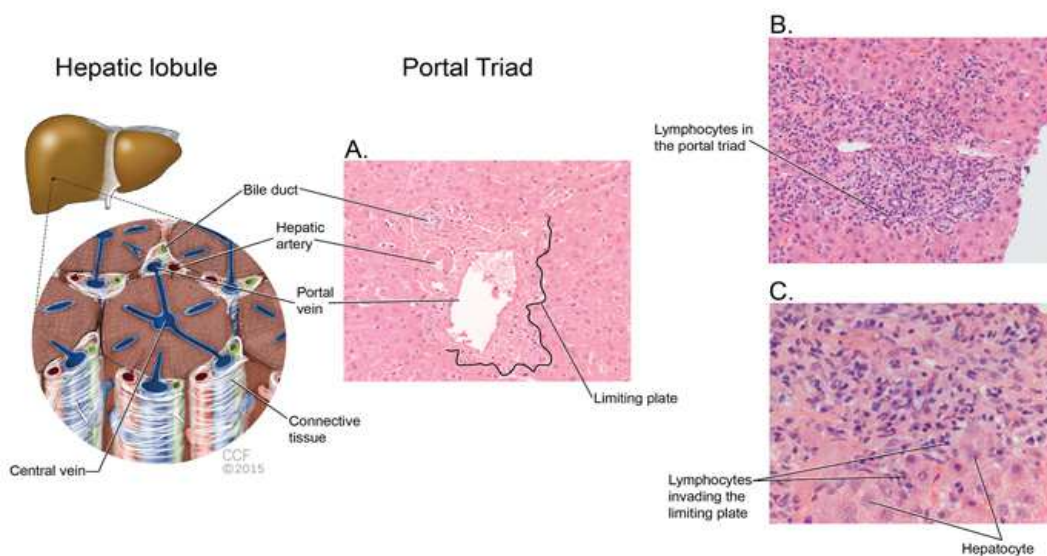 Hepatic lobule
Portal Triad
A.
Bile duct
Hepatic
artery
Portal
vein
Limiting plate
Connective
tissue
Central vein
CCF
©2015
B.
Lymphocytes in
the portal triad
C.
Lymphocytes
invading the
limiting plate
Hepatocyte